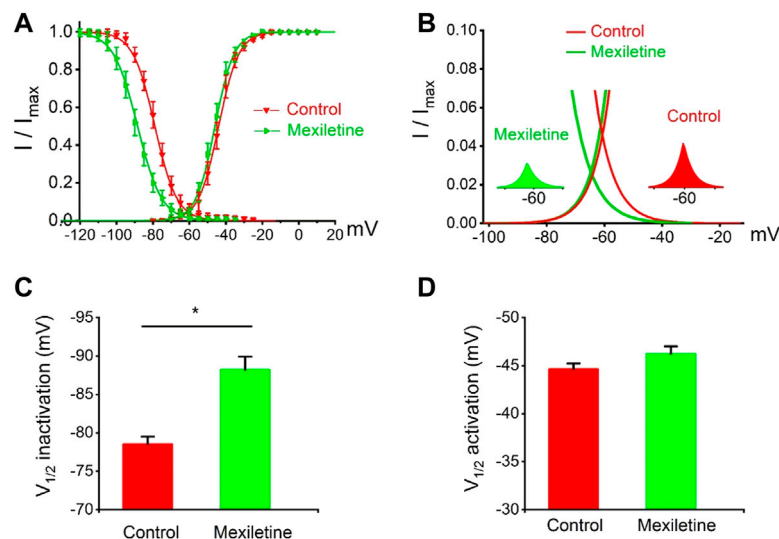 A
I / Imax
1.0
0.8
0.6
0.4
0.2
0.0
-120 -100 -80 -60 -40 -20 0 20 mV
Control
Mexiletine
B
I / Imax
0.10
0.08
0.06
0.04
0.02
0.00
-100 -80 -60 -40 -20 mV
Control
Mexiletine
Mexiletine
-60
Control
-60
C
V1/2 inactivation (mV)
-95
-90
-85
-80
-75
-70
*
Control Mexiletine
D
V1/2 activation (mV)
-50
-45
-40
-35
-30
Control Mexiletine